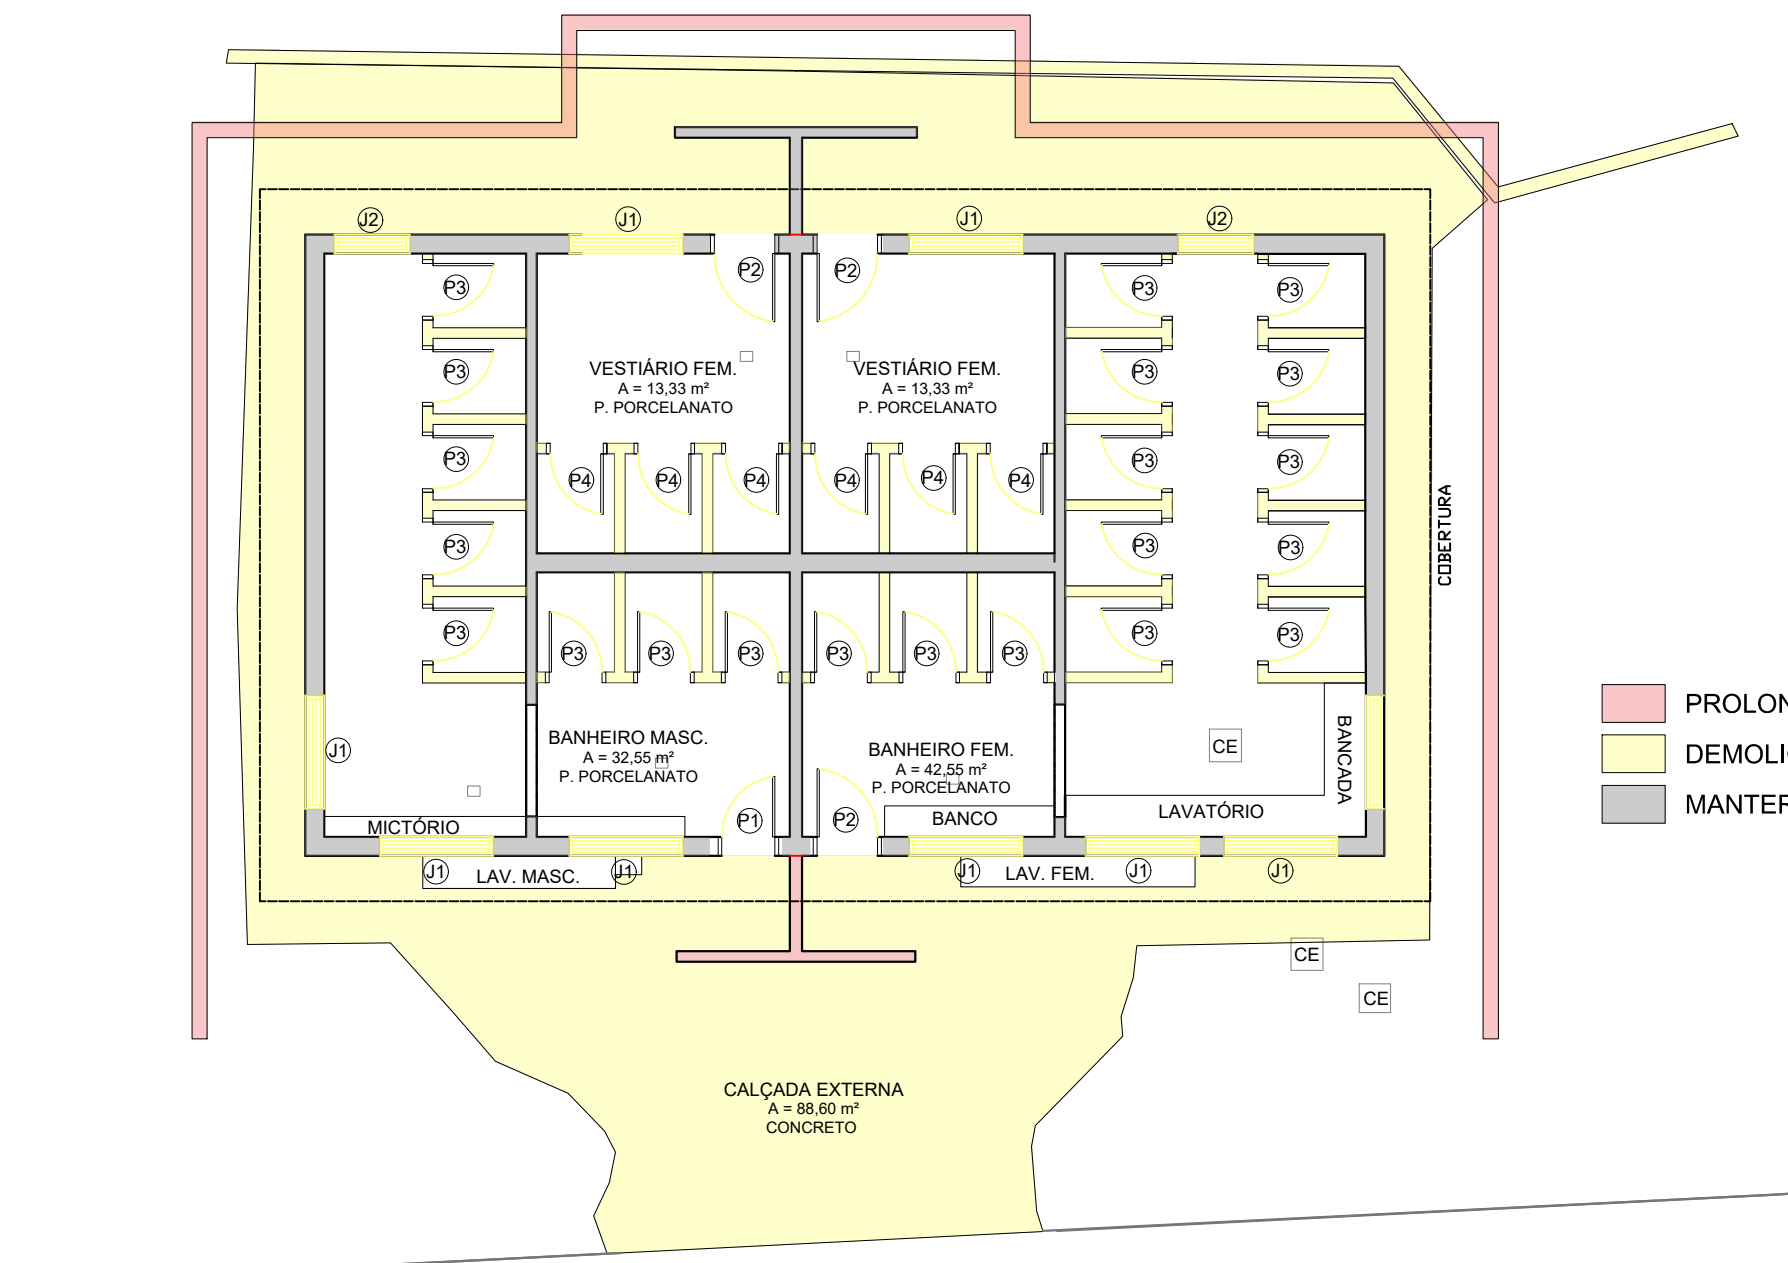 J2
J1
J1
J2
P2
P2
P3
P3
P3
VESTIÁRIO FEM.
A = 13,33 m²
P. PORCELANATO
VESTIÁRIO FEM.
A = 13,33 m²
P. PORCELANATO
P3
P3
P3
P3
P3
P3
P4
P4
P4
P4
P4
P4
COBERTURA
P3
P3
P3
P3
P3
P3
P3
P3
P3
P3
P3
P3
J1
BANHEIRO MASC.
A = 32,55 m²
P. PORCELANATO
BANHEIRO FEM.
A = 42,55 m²
P. PORCELANATO
CE
BANCADA
MICTÓRIO
P1
P2
BANCO
LAVATÓRIO
J1
LAV. MASC.
J1
J1
LAV. FEM.
J1
J1
CE
CE
CALÇADA EXTERNA
A = 88,60 m²
CONCRETO
PROLON
DEMOLI
MANTER